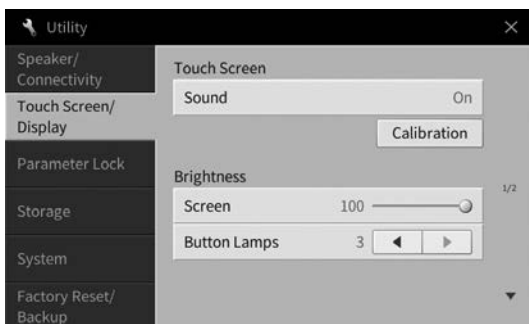 Utility
Speaker/
Connectivity
Touch Screen/
Display
Parameter Lock
Storage
System
Factory Reset/
Backup
Touch Screen
Sound On
Calibration
Brightness
Screen 100
Button Lamps 3
1/2